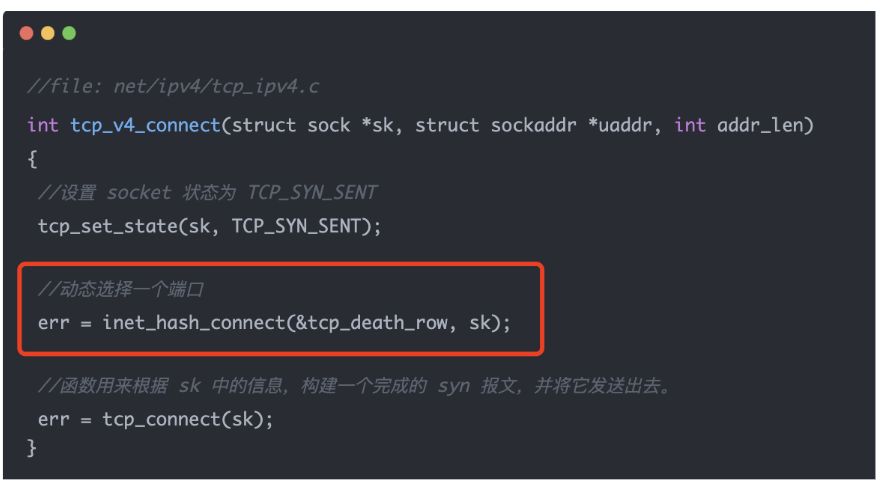 //file: net/ipv4/tcp_ipv4.c
int tcp_v4_connect(struct sock *sk, struct sockaddr *uaddr, int addr_len)
{
//设置 socket 状态为 TCP_SYN_SENT
tcp_set_state(sk, TCP_SYN_SENT);
//动态选择一个端口
err = inet_hash_connect(&tcp_death_row, sk);
//函数用来根据 sk 中的信息，构建一个完成的 syn 报文，并将它发送出去。
err = tcp_connect(sk);
}